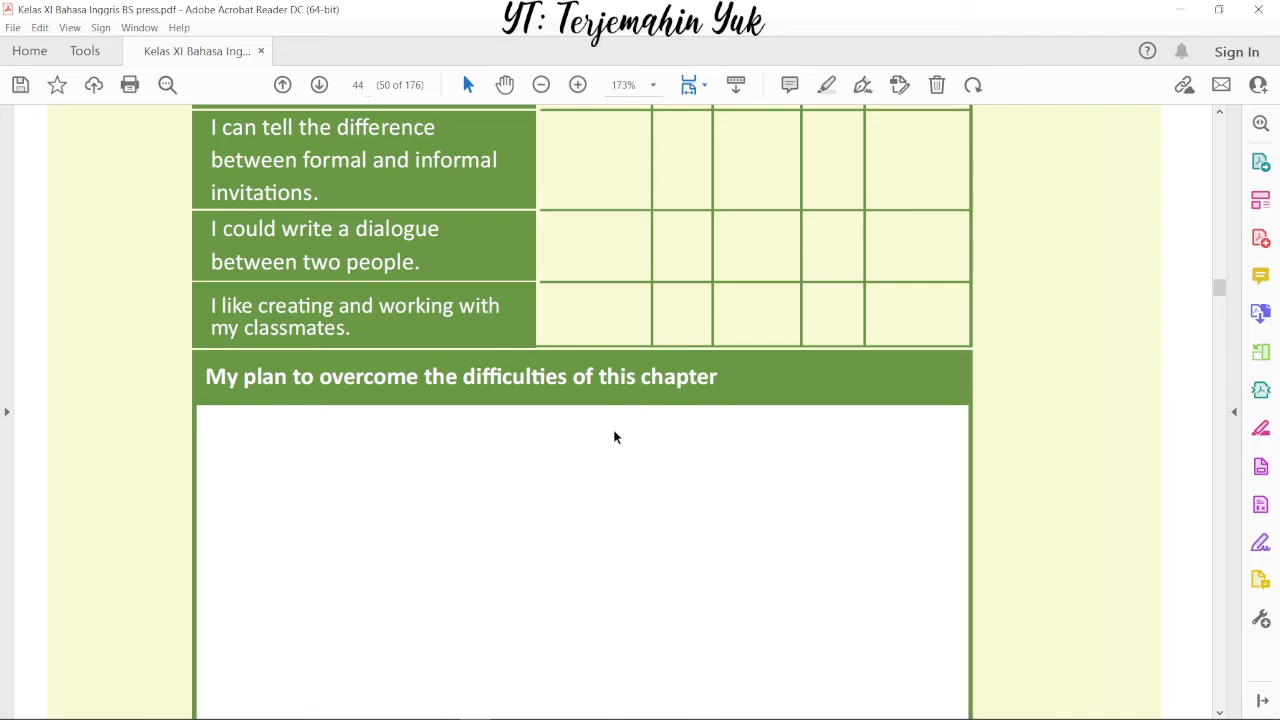 Kelas XI Bahasa Inggris BS press.pdf - Adobe Acrobat Reader DC (64-bit)
YT: Terjemahin Yuk
File Edit View Sign Window Help
Home Tools Kelas XI Bahasa Ing... × Sign In
44 (50 of 176) 173%
I can tell the difference
between formal and informal
invitations.
I could write a dialogue
between two people.
I like creating and working with
my classmates.
My plan to overcome the difficulties of this chapter